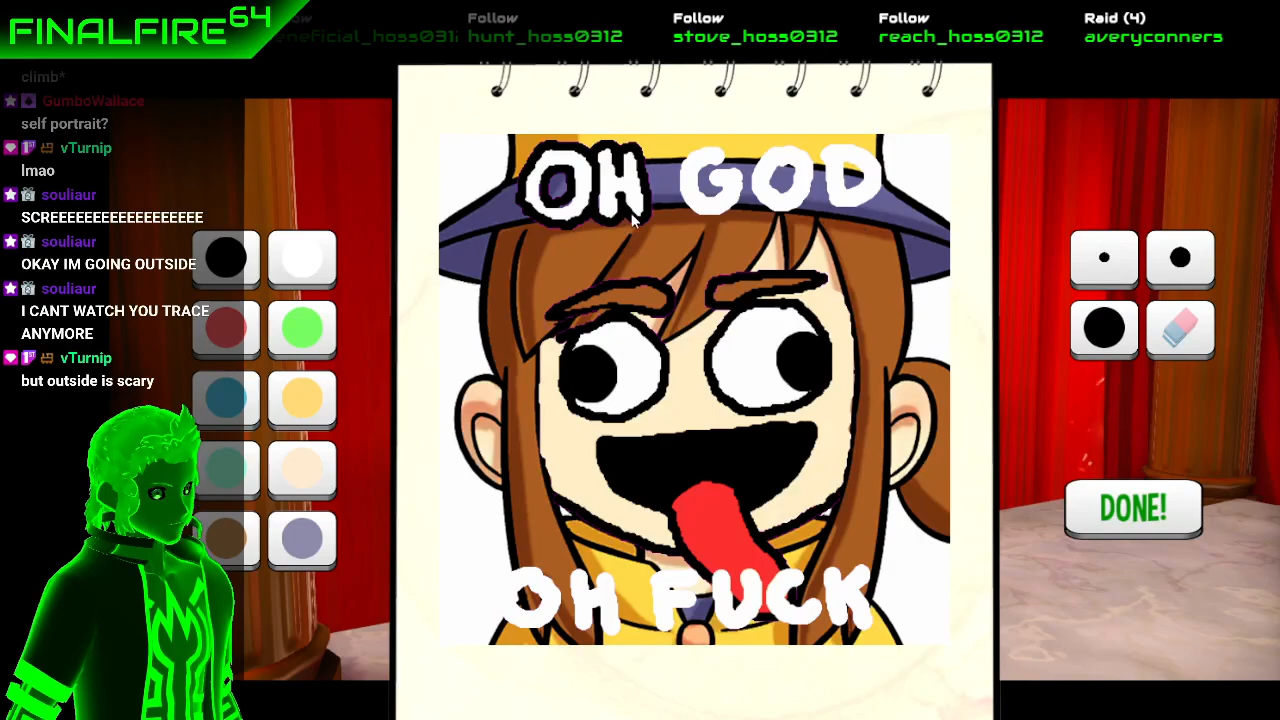 FINALFIRE64
Follow
hunt_hoss0312
Follow
stove_hoss0312
Follow
reach_hoss0312
Raid (4)
averyconners
climb*
GumboWallace
self portrait?
vTurnip
lmao
souliaur
SCREEEEEEEEEEEEEEEEEE
souliaur
OKAY IM GOING OUTSIDE
souliaur
I CANT WATCH YOU TRACE
ANYMORE
vTurnip
but outside is scary
OH GOD
OH FUCK
DONE!